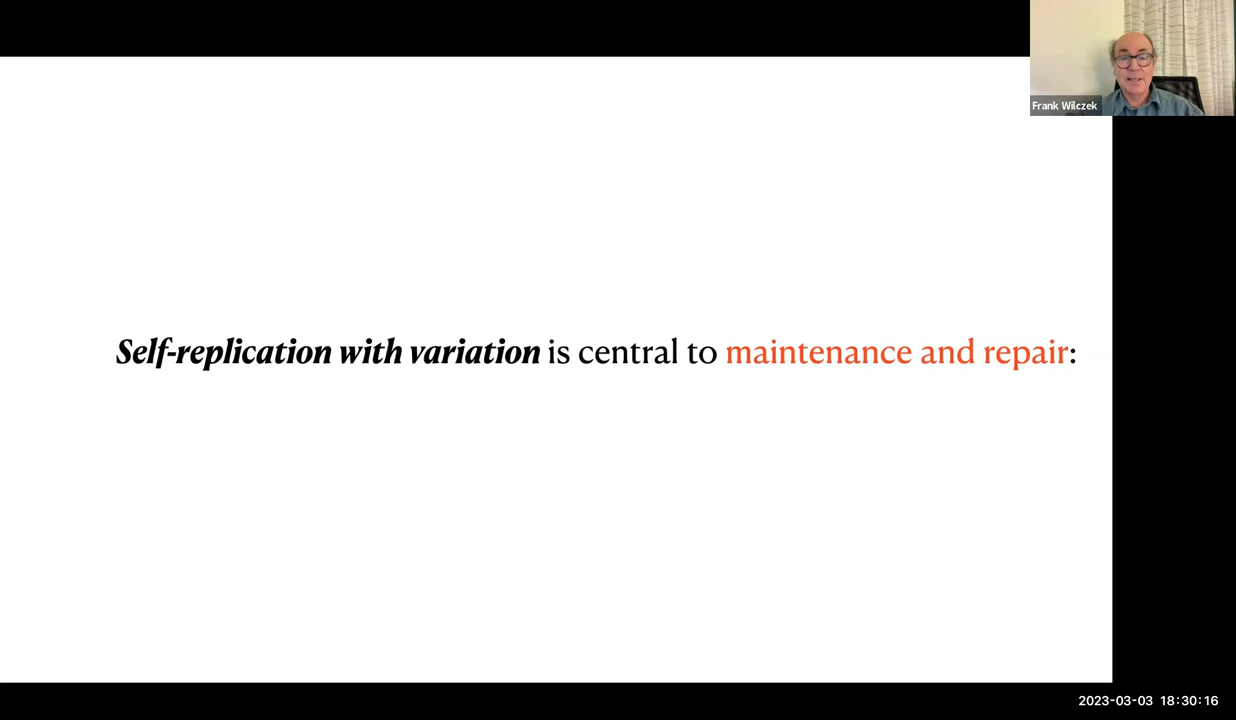 Frank Wilczek
Self-replication with variation is central to maintenance and repair:
2023-03-03 18:30:16